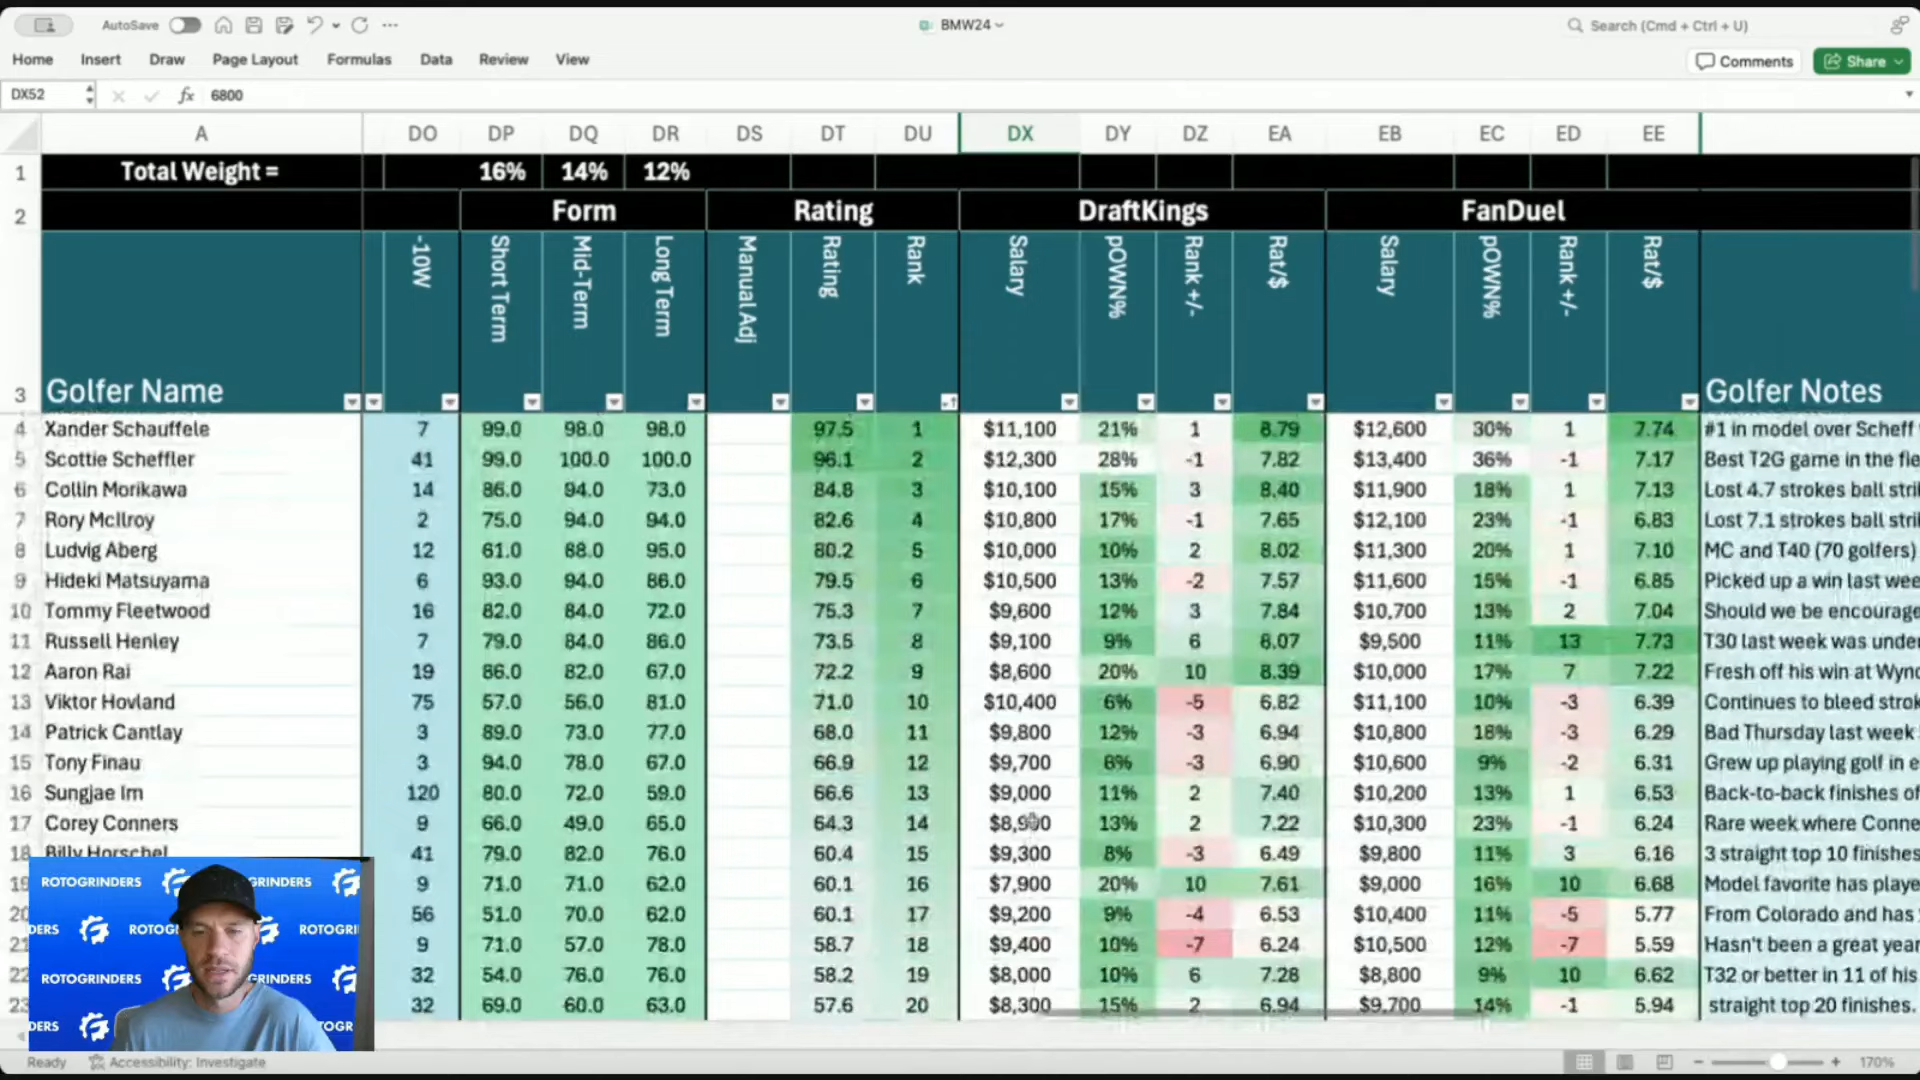 AutoSave BMW24 Search (Cmd + Ctrl + U)
Home Insert Draw Page Layout Formulas Data Review View Comments Share
DX52 fx 6800
A DO DP DQ DR DS DT DU DX DY DZ EA EB EC ED EE
1 Total Weight = 16% 14% 12%
2 Form Rating DraftKings FanDuel
3 Golfer Name -10W Short Term Mid-Term Long Term Manual Adj Rating Rank Salary pOWN% Rank +/- Rat/$ Salary pOWN% Rank +/- Rat/$ Golfer Notes
4 Xander Schauffele 7 99.0 98.0 98.0 97.5 1 $11,100 21% 1 8.79 $12,600 30% 1 7.74 #1 in model over Scheff
5 Scottie Scheffler 41 99.0 100.0 100.0 96.1 2 $12,300 28% -1 7.82 $13,400 36% -1 7.17 Best T2G game in the fie
6 Collin Morikawa 14 86.0 94.0 73.0 84.8 3 $10,100 15% 3 8.40 $11,900 18% 1 7.13 Lost 4.7 strokes ball stri
7 Rory McIlroy 2 75.0 94.0 94.0 82.6 4 $10,800 17% -1 7.65 $12,100 23% -1 6.83 Lost 7.1 strokes ball stri
8 Ludvig Aberg 12 61.0 88.0 95.0 80.2 5 $10,000 10% 2 8.02 $11,300 20% 1 7.10 MC and T40 (70 golfers)
9 Hideki Matsuyama 6 93.0 94.0 86.0 79.5 6 $10,500 13% -2 7.57 $11,600 15% -1 6.85 Picked up a win last wee
10 Tommy Fleetwood 16 82.0 84.0 72.0 75.3 7 $9,600 12% 3 7.84 $10,700 13% 2 7.04 Should we be encourage
11 Russell Henley 7 79.0 84.0 86.0 73.5 8 $9,100 9% 6 8.07 $9,500 11% 13 7.73 T30 last week was under
12 Aaron Rai 19 86.0 82.0 67.0 72.2 9 $8,600 20% 10 8.39 $10,000 17% 7 7.22 Fresh off his win at Wync
13 Viktor Hovland 75 57.0 56.0 81.0 71.0 10 $10,400 6% -5 6.82 $11,100 10% -3 6.39 Continues to bleed strok
14 Patrick Cantlay 3 89.0 73.0 77.0 68.0 11 $9,800 12% -3 6.94 $10,800 18% -3 6.29 Bad Thursday last week
15 Tony Finau 3 94.0 78.0 67.0 66.9 12 $9,700 8% -3 6.90 $10,600 9% -2 6.31 Grew up playing golf in e
16 Sungjae Im 120 80.0 72.0 59.0 66.6 13 $9,000 11% 2 7.40 $10,200 13% 1 6.53 Back-to-back finishes of
17 Corey Conners 9 66.0 49.0 65.0 64.3 14 $8,900 13% 2 7.22 $10,300 23% -1 6.24 Rare week where Conne
18 Billy Horschel 41 79.0 82.0 76.0 60.4 15 $9,300 8% -3 6.49 $9,800 11% 3 6.16 3 straight top 10 finishes
19 9 71.0 71.0 62.0 60.1 16 $7,900 20% 10 7.61 $9,000 16% 10 6.68 Model favorite has playe
20 56 51.0 70.0 62.0 60.1 17 $9,200 9% -4 6.53 $10,400 11% -5 5.77 From Colorado and has
21 9 71.0 57.0 78.0 58.7 18 $9,400 10% -7 6.24 $10,500 12% -7 5.59 Hasn't been a great year
22 32 54.0 76.0 76.0 58.2 19 $8,000 10% 6 7.28 $8,800 9% 10 6.62 T32 or better in 11 of his
23 32 69.0 60.0 63.0 57.6 20 $8,300 15% 2 6.94 $9,700 14% -1 5.94 straight top 20 finishes.
ROTOGRINDERS GRINDERS
DERS ROTOG ROTOGRI
ROTOGRINDERS GRINDERS
DERS OTOGR
Ready Accessibility: Investigate 170%